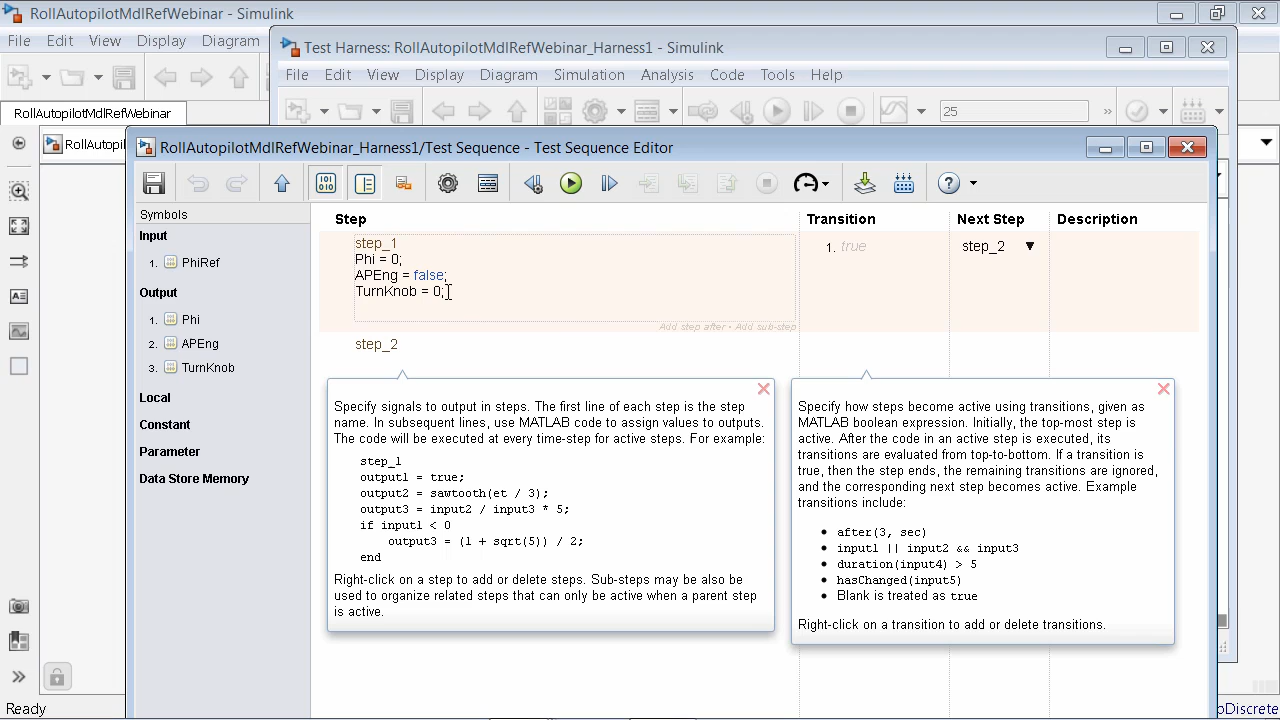 RollAutopilotMdlRefWebinar - Simulink
File Edit View Display Diagram
RollAutopilotMdlRefWebinar
RollAutopil
Test Harness: RollAutopilotMdlRefWebinar_Harness1 - Simulink
File Edit View Display Diagram Simulation Analysis Code Tools Help
25
RollAutopilotMdlRefWebinar_Harness1/Test Sequence - Test Sequence Editor
Symbols
Input
1. PhiRef
Output
1. Phi
2. APEng
3. TurnKnob
Local
Constant
Parameter
Data Store Memory
Step Transition Next Step Description
step_1
Phi = 0;
APEng = false;
TurnKnob = 0;
1. true
step_2
Add step after • Add sub-step
step_2
Specify signals to output in steps. The first line of each step is the step
name. In subsequent lines, use MATLAB code to assign values to outputs.
The code will be executed at every time-step for active steps. For example:
step_1
output1 = true;
output2 = sawtooth(et / 3);
output3 = input2 / input3 * 5;
if input1 < 0
output3 = (1 + sqrt(5)) / 2;
end
Right-click on a step to add or delete steps. Sub-steps may be also be
used to organize related steps that can only be active when a parent step
is active.
Specify how steps become active using transitions, given as
MATLAB boolean expression. Initially, the top-most step is
active. After the code in an active step is executed, its
transitions are evaluated from top-to-bottom. If a transition is
true, then the step ends, the remaining transitions are ignored,
and the corresponding next step becomes active. Example
transitions include:
• after(3, sec)
• input1 || input2 && input3
• duration(input4) > 5
• hasChanged(input5)
• Blank is treated as true
Right-click on a transition to add or delete transitions.
Ready
pDiscrete